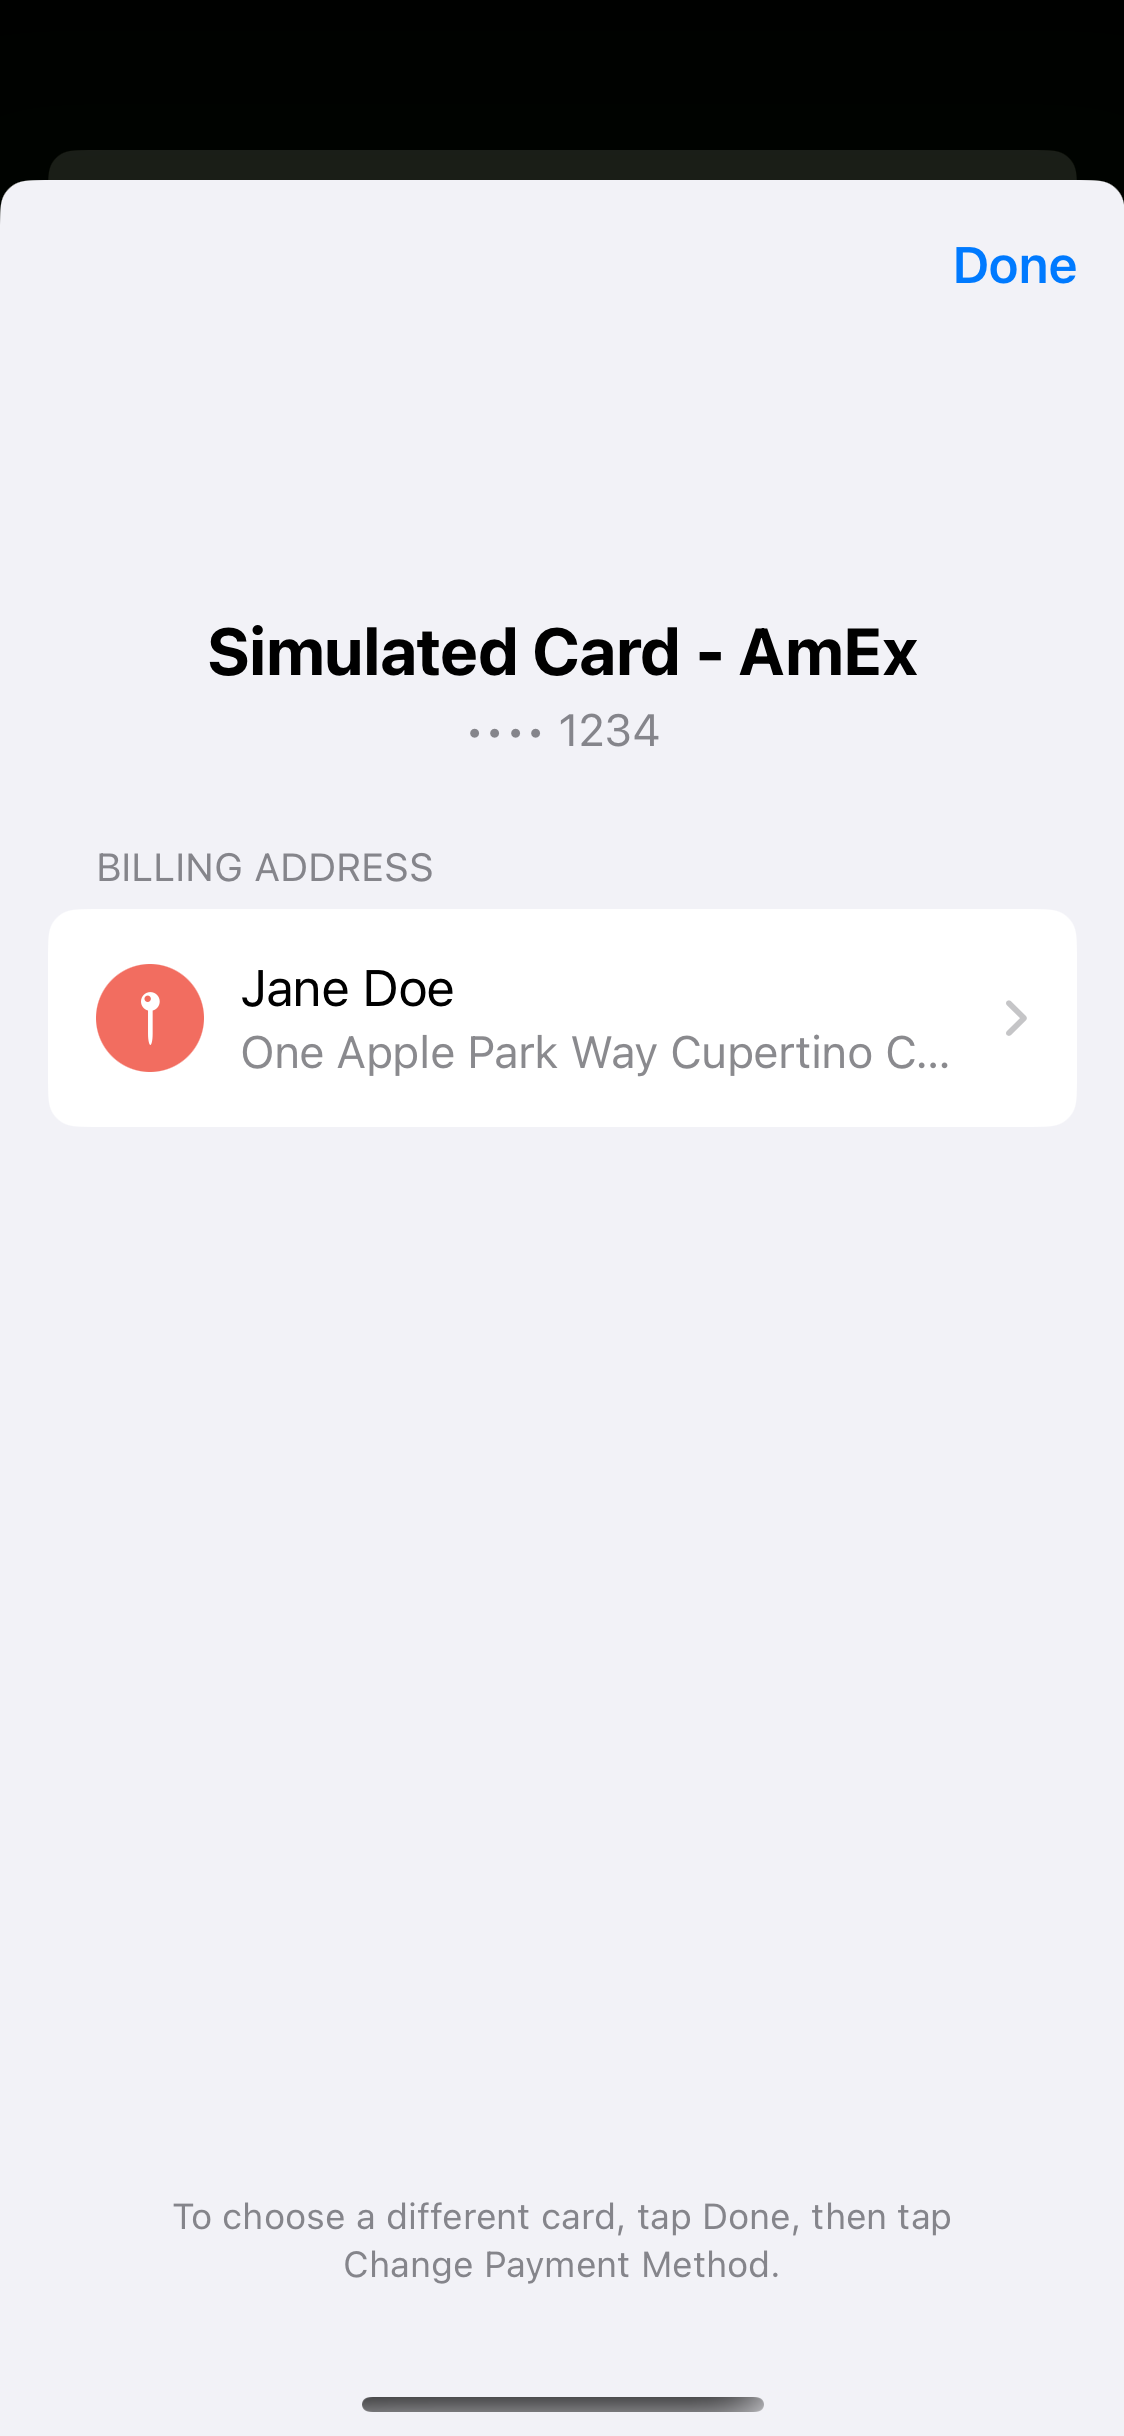 Done
Simulated Card - AmEx
•••• 1234
BILLING ADDRESS
Jane Doe
One Apple Park Way Cupertino C...
To choose a different card, tap Done, then tap
Change Payment Method.